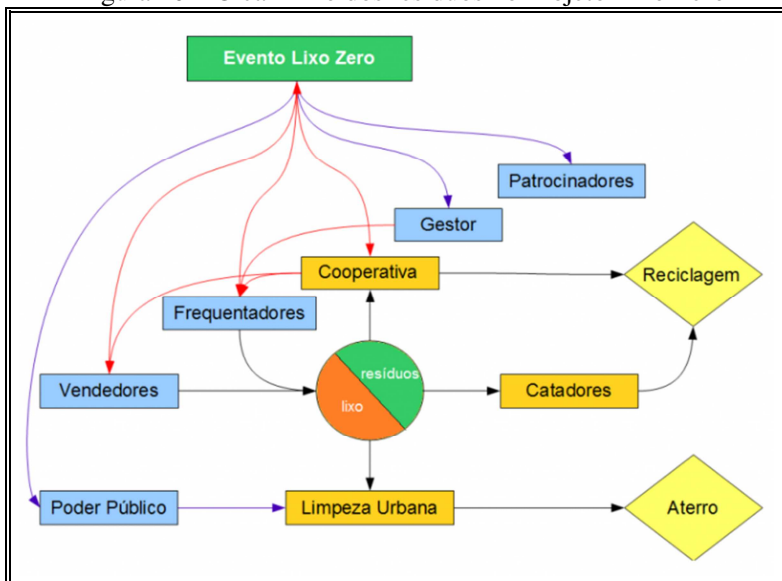 Evento Lixo Zero
Patrocinadores
Gestor
Cooperativa
Reciclagem
Frequentadores
resíduos
Vendedores
lixo
Catadores
Poder Público
Limpeza Urbana
Aterro